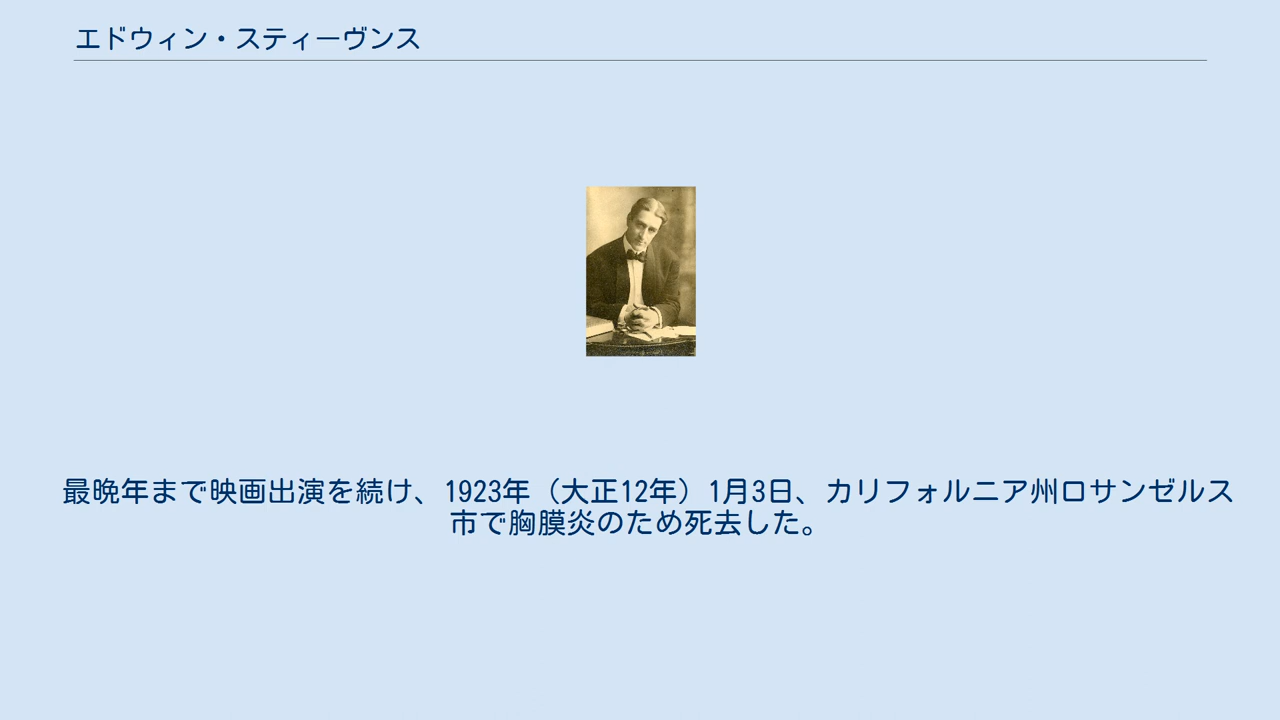 エドウィン・スティーヴンス
最晩年まで映画出演を続け、1923年（大正12年）1月3日、カリフォルニア州ロサンゼルス
市で胸膜炎のため死去した。